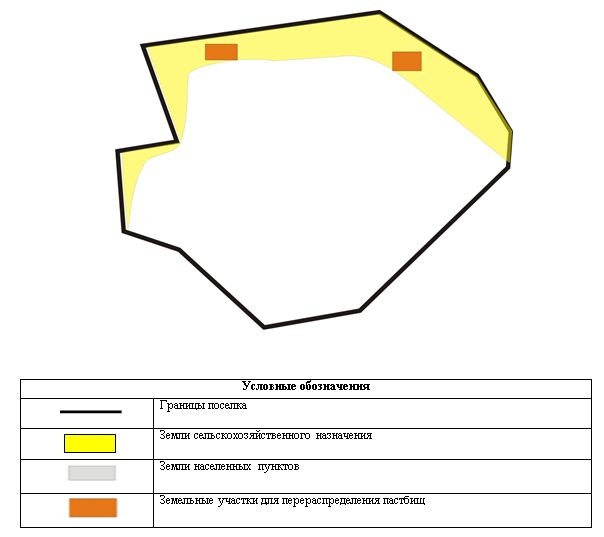 Условные обозначения
Границы поселка
Земли сельскохозяйственного назначения
Земли населенных пунктов
Земельные участки для перераспределения пастбищ